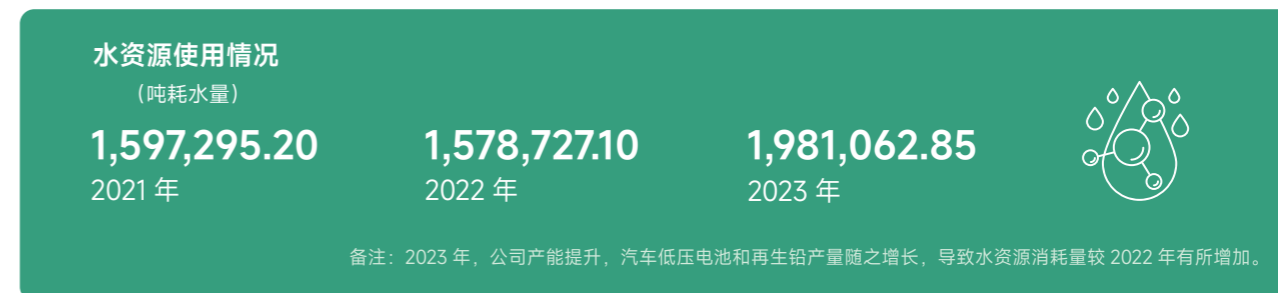 水资源使用情况
（吨耗水量）
1,597,295.20 1,578,727.10 1,981,062.85
2021 年 2022 年 2023 年
备注：2023 年，公司产能提升，汽车低压电池和再生铅产量随之增长，导致水资源消耗量较 2022 年有所增加。